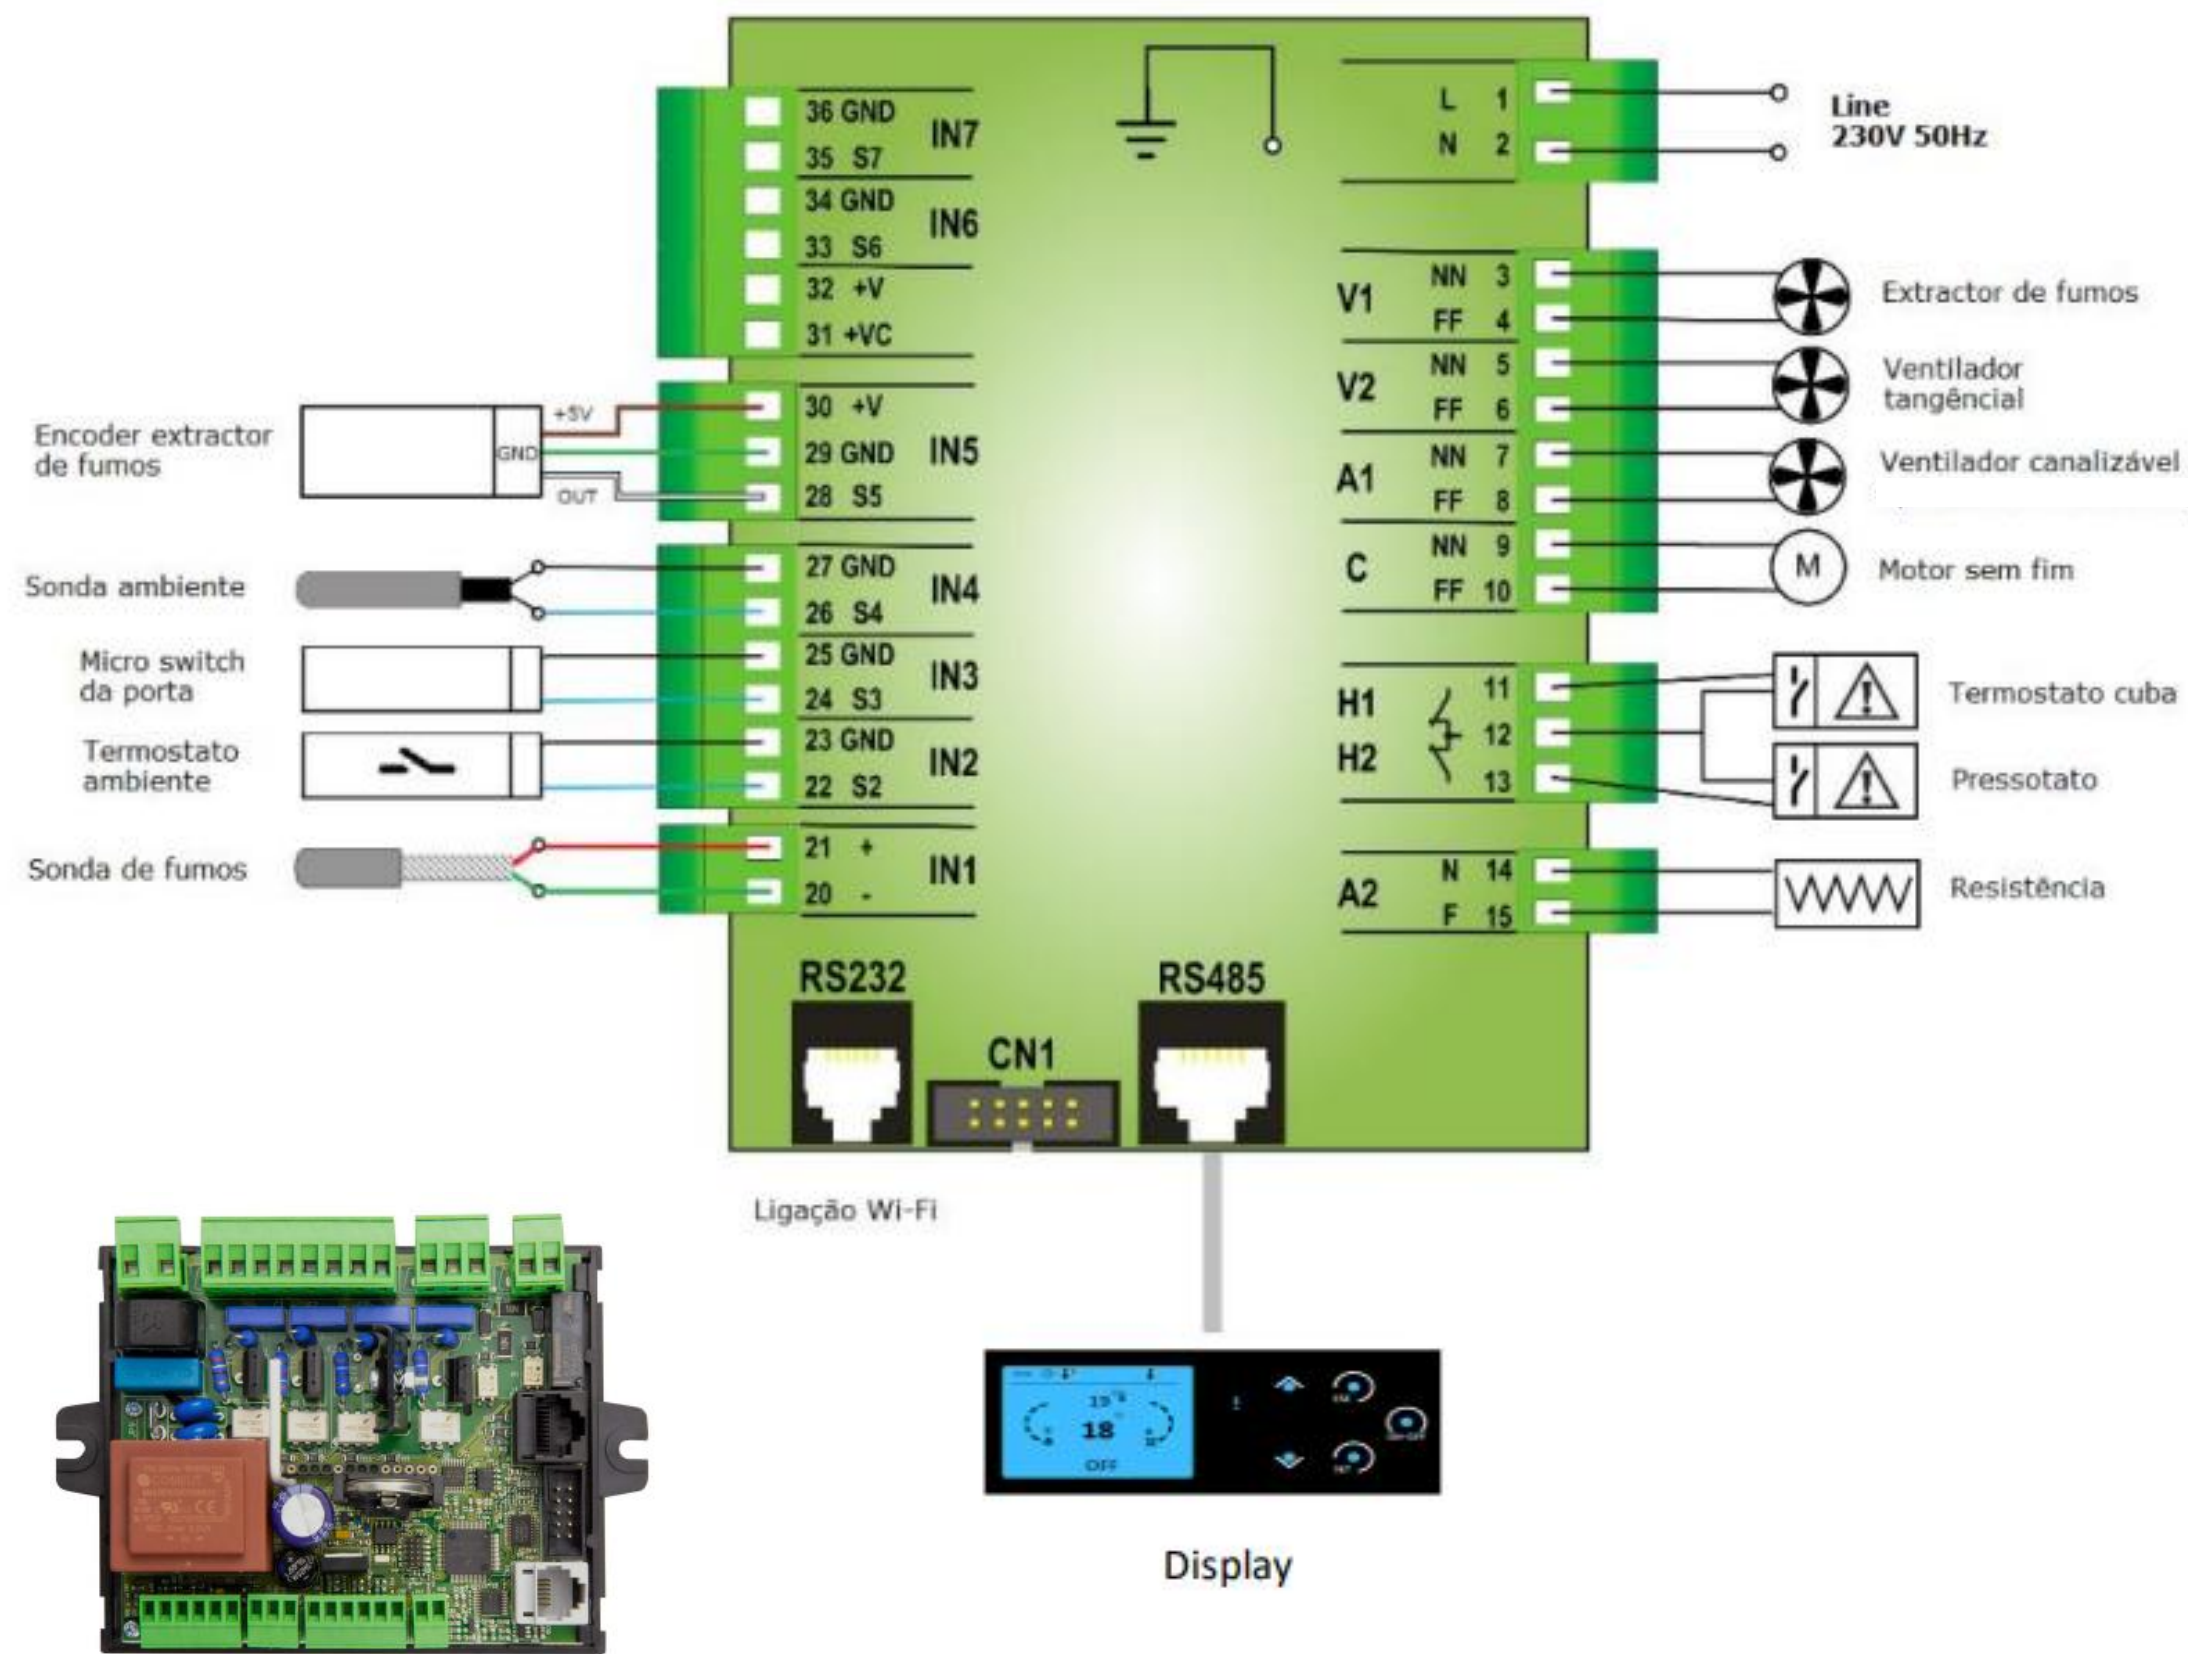 36 GND
IN7
35 S7
34 GND
IN6
33 S6
32 +V
31 +VC
Encoder extractor
de fumos
+5V
GND
OUT
30 +V
29 GND
IN5
28 S5
Sonda ambiente
27 GND
IN4
26 S4
Micro switch
da porta
25 GND
IN3
24 S3
Termostato
ambiente
23 GND
IN2
22 S2
Sonda de fumos
21 +
IN1
20 -
L 1
N 2
Line
230V 50Hz
V1
NN 3
FF 4
Extractor de fumos
V2
NN 5
FF 6
Ventilador
tangêncial
A1
NN 7
FF 8
Ventilador canalizável
C
NN 9
FF 10
M
Motor sem fim
H1
11
12
H2
13
Termostato cuba
Pressotato
A2
N 14
F 15
Resistência
RS232
CN1
RS485
Ligação Wi-Fi
18
OFF
Display